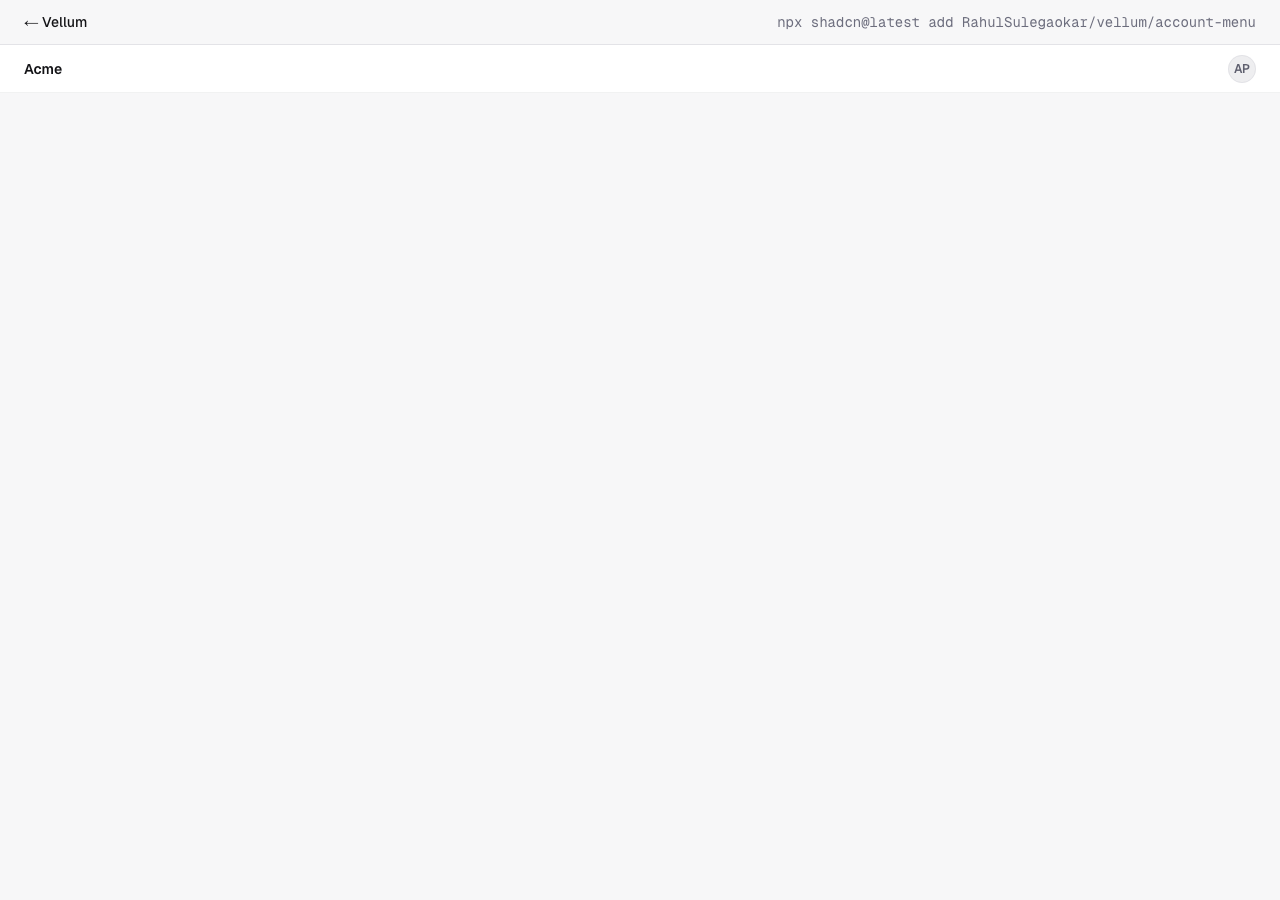 ← Vellum
npx shadcn@latest add RahulSulegaokar/vellum/account-menu
Acme
AP